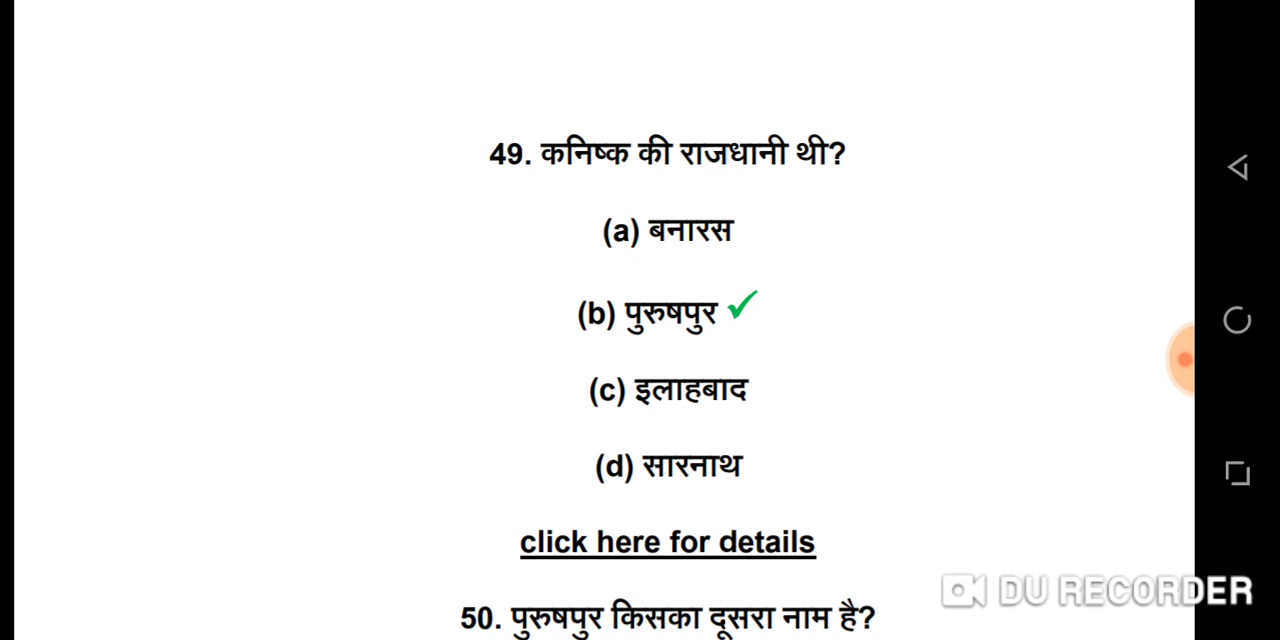 49. कनिष्क की राजधानी थी?
(a) बनारस
(b) पुरुषपुर ✓
(c) इलाहबाद
(d) सारनाथ
click here for details
DU RECORDER
50. पुरुषपुर किसका दूसरा नाम है?